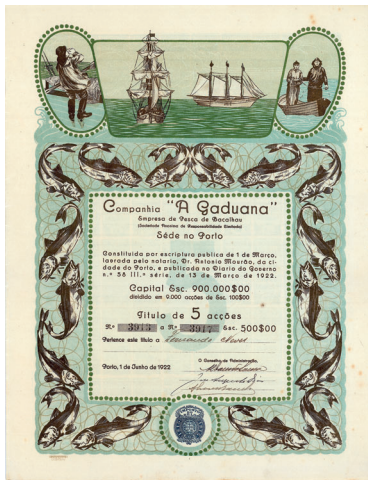 Companhia "A Gaduana"
Empresa de Pesca de Bacalhau
(Sociedade Anonima de Responsabilidade Limitada)
Séde no Porto
Constituida por escriptura publica de 1 de Março,
lavrada pelo notario, Dr. Antonio Mourão, da ci-
dade do Porto, e publicada no Diario do Governo
n.º 58 III.ª série, de 13 de Março de 1922.
Capital Esc. 900.000$00
dividido em 9.000 acções de Esc. 100$00
Titulo de 5 acções
N.os 3913 a N.os 3917 Esc. 500$00
Pertence este titulo a
Porto, 1 de Junho de 1922
O Conselho de Administração,